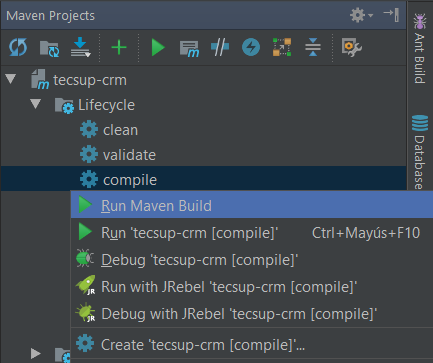 Maven Projects
tecsup-crm
Lifecycle
clean
validate
compile
Run Maven Build
Run 'tecsup-crm [compile]' Ctrl+Mayús+F10
Debug 'tecsup-crm [compile]'
Run with JRebel 'tecsup-crm [compile]'
Debug with JRebel 'tecsup-crm [compile]'
Create 'tecsup-crm [compile]'...
Ant Build
Database